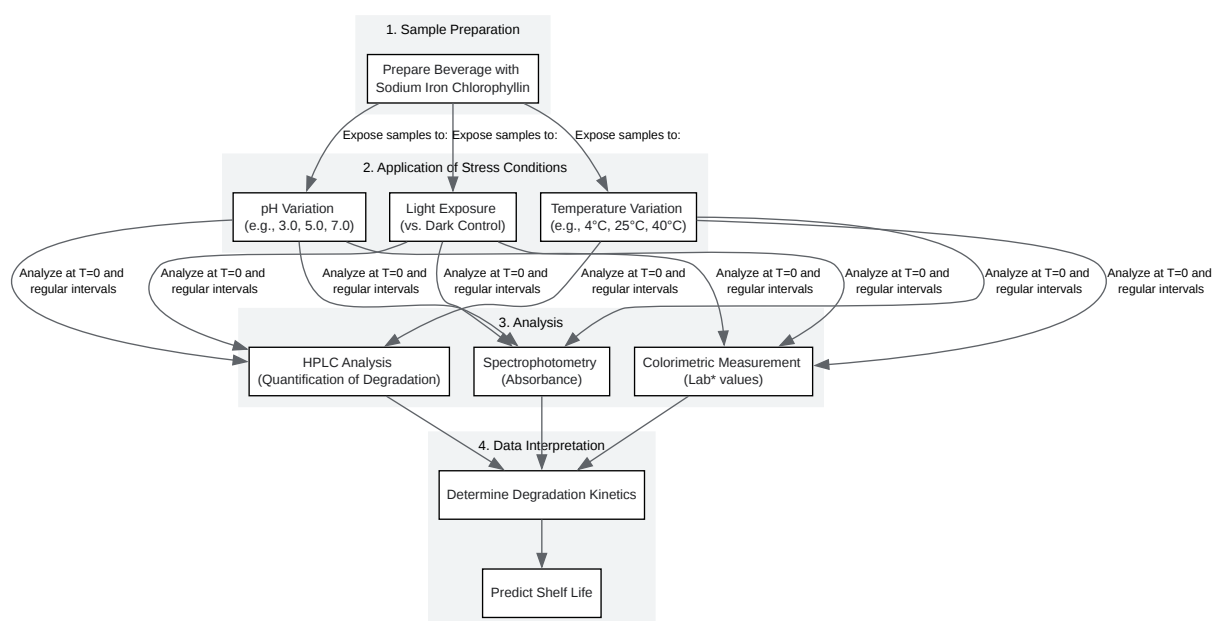 1. Sample Preparation
Prepare Beverage with
Sodium Iron Chlorophyllin
Expose samples to:
Expose samples to:
Expose samples to:
2. Application of Stress Conditions
pH Variation
(e.g., 3.0, 5.0, 7.0)
Light Exposure
(vs. Dark Control)
Temperature Variation
(e.g., 4°C, 25°C, 40°C)
Analyze at T=0 and
regular intervals
Analyze at T=0 and
regular intervals
Analyze at T=0 and
regular intervals
Analyze at T=0 and
regular intervals
Analyze at T=0 and
regular intervals
Analyze at T=0 and
regular intervals
Analyze at T=0 and
regular intervals
Analyze at T=0 and
regular intervals
Analyze at T=0 and
regular intervals
3. Analysis
HPLC Analysis
(Quantification of Degradation)
Spectrophotometry
(Absorbance)
Colorimetric Measurement
(Lab* values)
4. Data Interpretation
Determine Degradation Kinetics
Predict Shelf Life